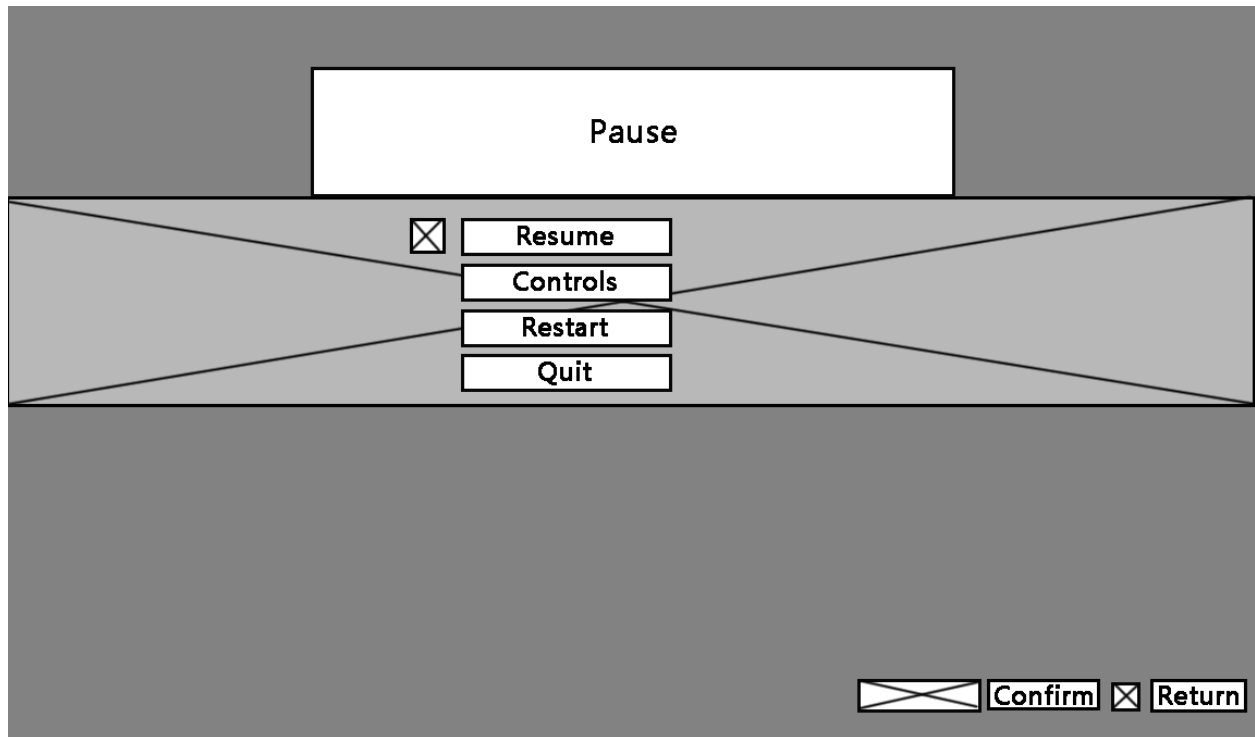 Pause
Resume
Controls
Restart
Quit
Confirm Return